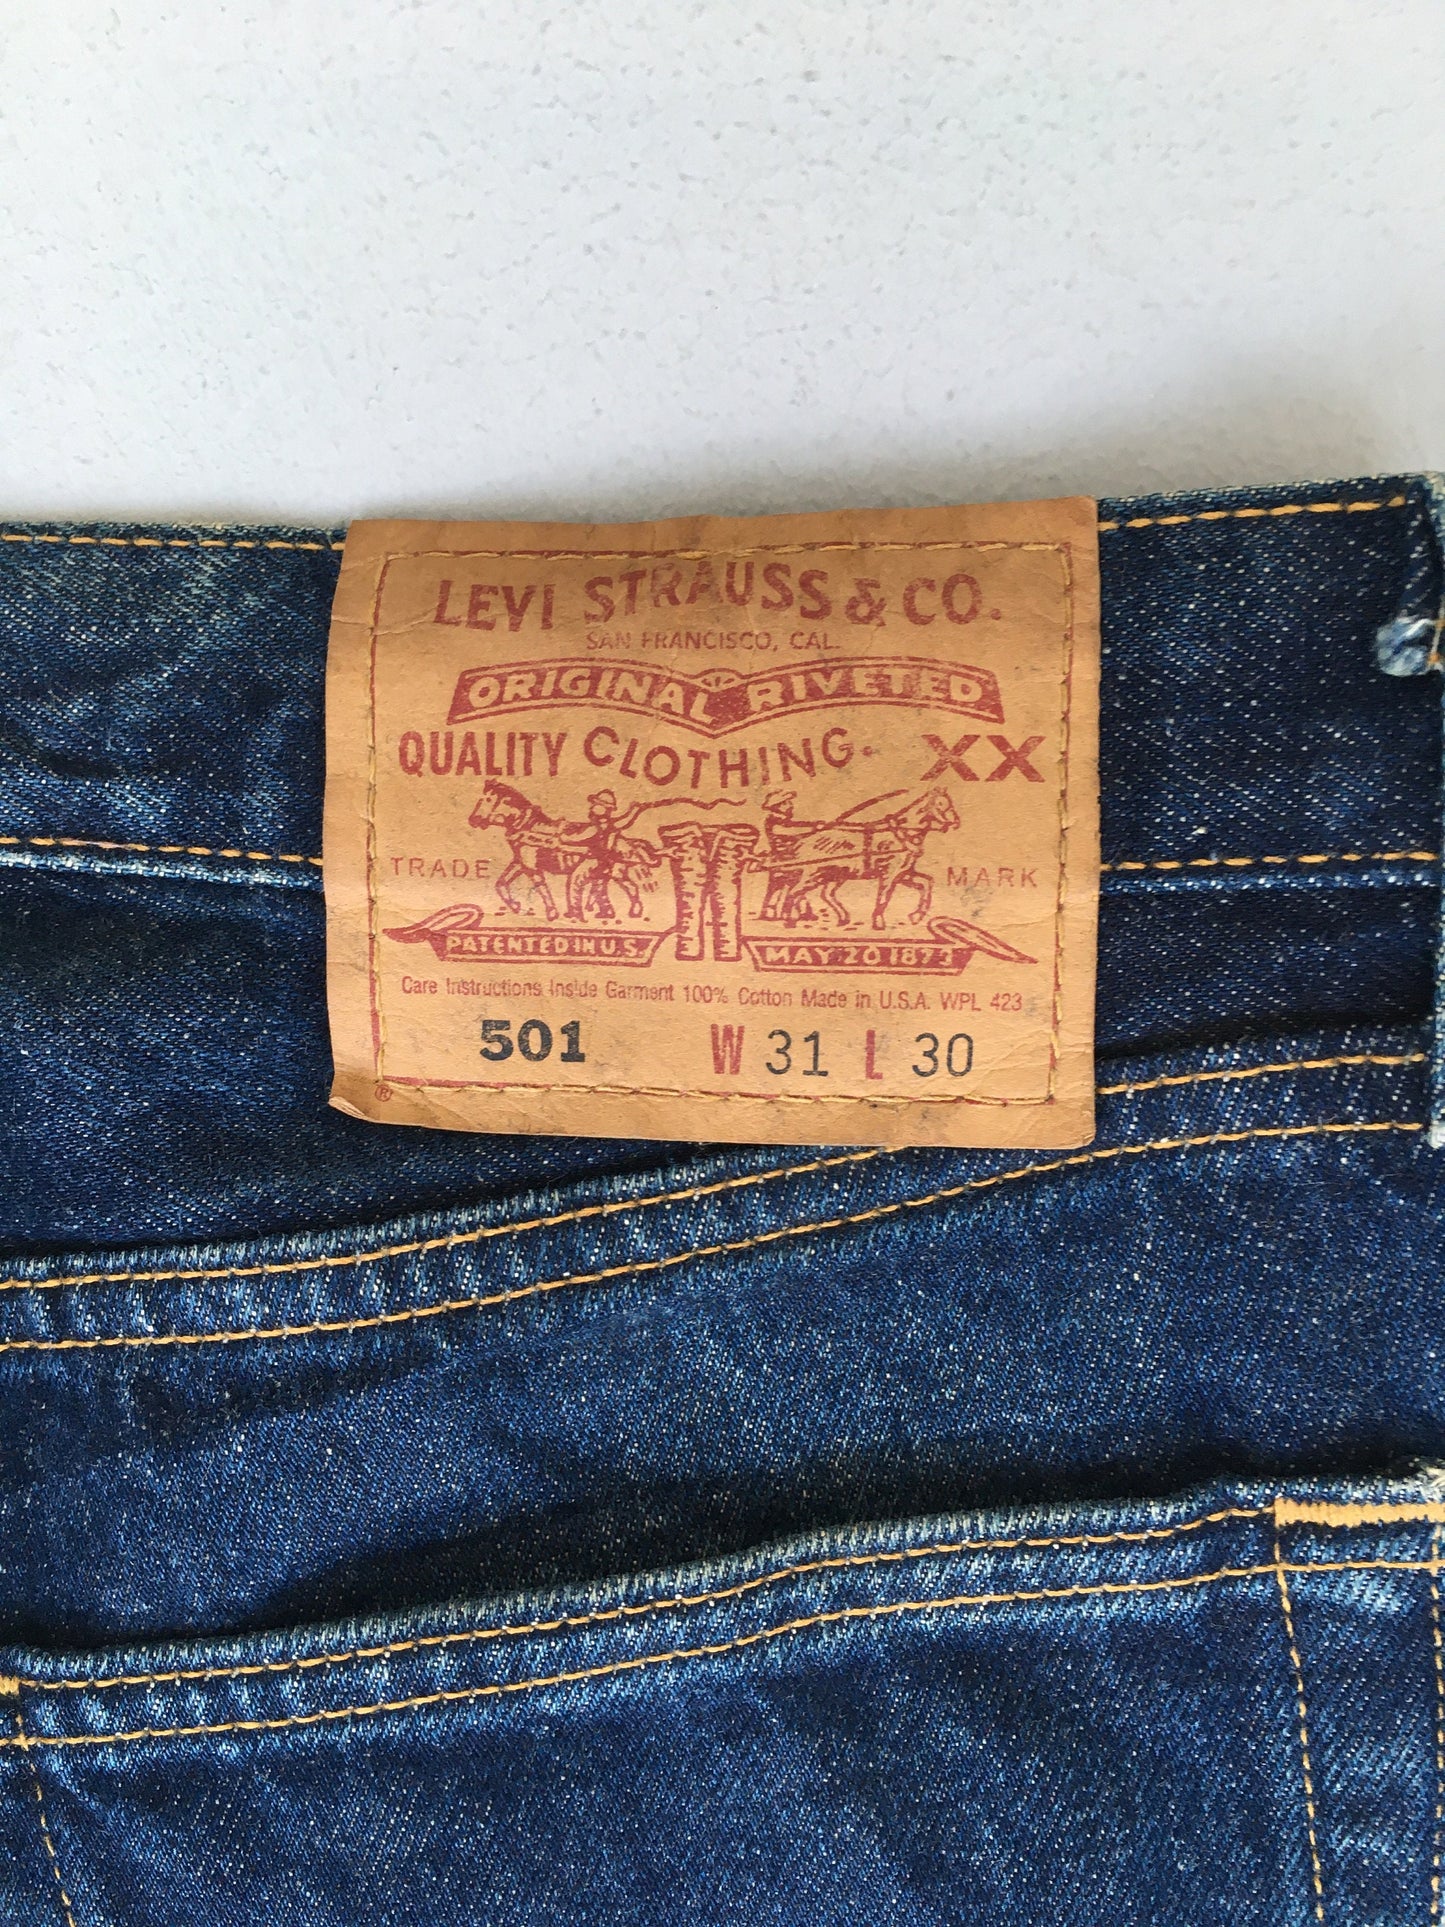 LEVI STRAUSS & CO.
SAN FRANCISCO, CAL.
ORIGINAL RIVETED
QUALITY CLOTHING. XX
TRADE MARK
PATENTED IN U.S. MAY 20 1873
Care Instructions Inside Garment 100% Cotton Made in U.S.A. WPL 423
501 W 31 L 30
®